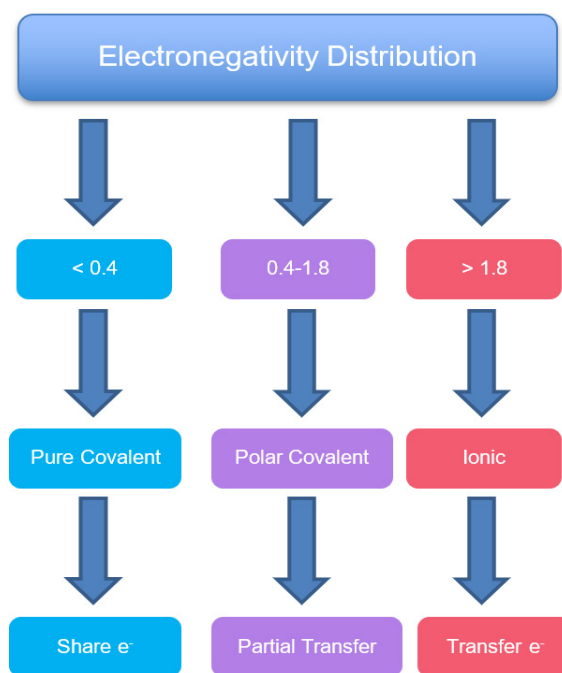 Electronegativity Distribution
< 0.4
0.4-1.8
> 1.8
Pure Covalent
Polar Covalent
Ionic
Share e-
Partial Transfer
Transfer e-